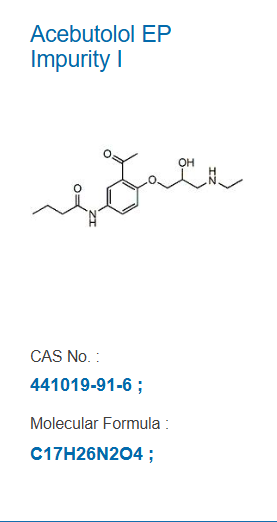 Acebutolol EP
Impurity I
O
OH
O
H
N
O
N
H
CAS No. :
441019-91-6 ;
Molecular Formula :
C17H26N2O4 ;